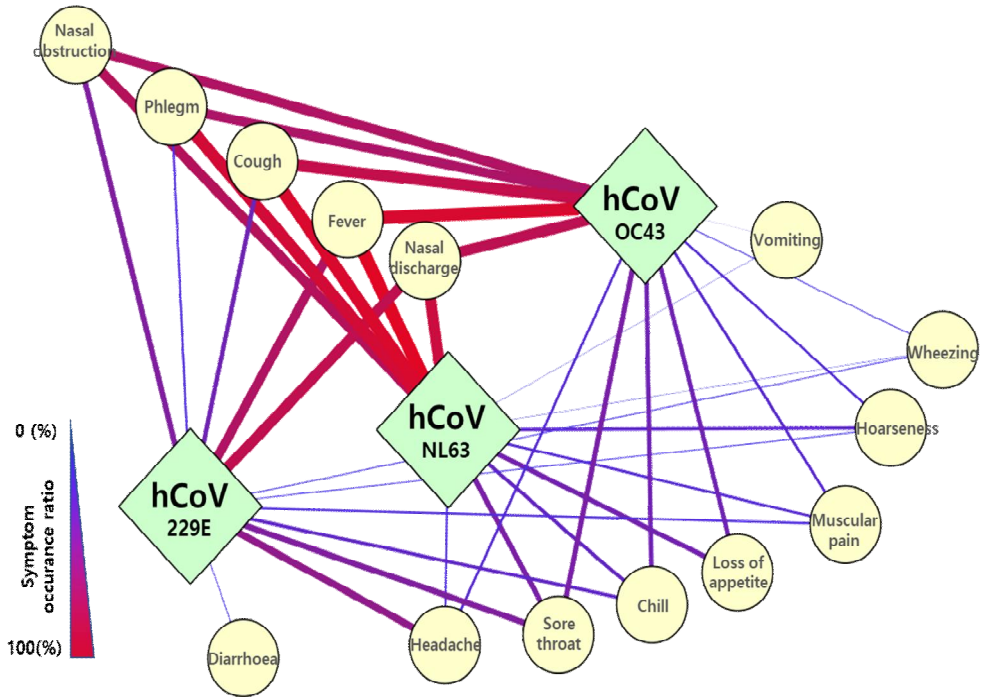 Nasal
obstruction
Phlegm
Cough
Fever
Nasal
discharge
hCoV
OC43
Vomiting
Wheezing
Hoarseness
Muscular
pain
Loss of
appetite
Chill
Sore
throat
Headache
Diarrhoea
hCoV
NL63
hCoV
229E
0 (%)
Symptom
occurance ratio
100(%)